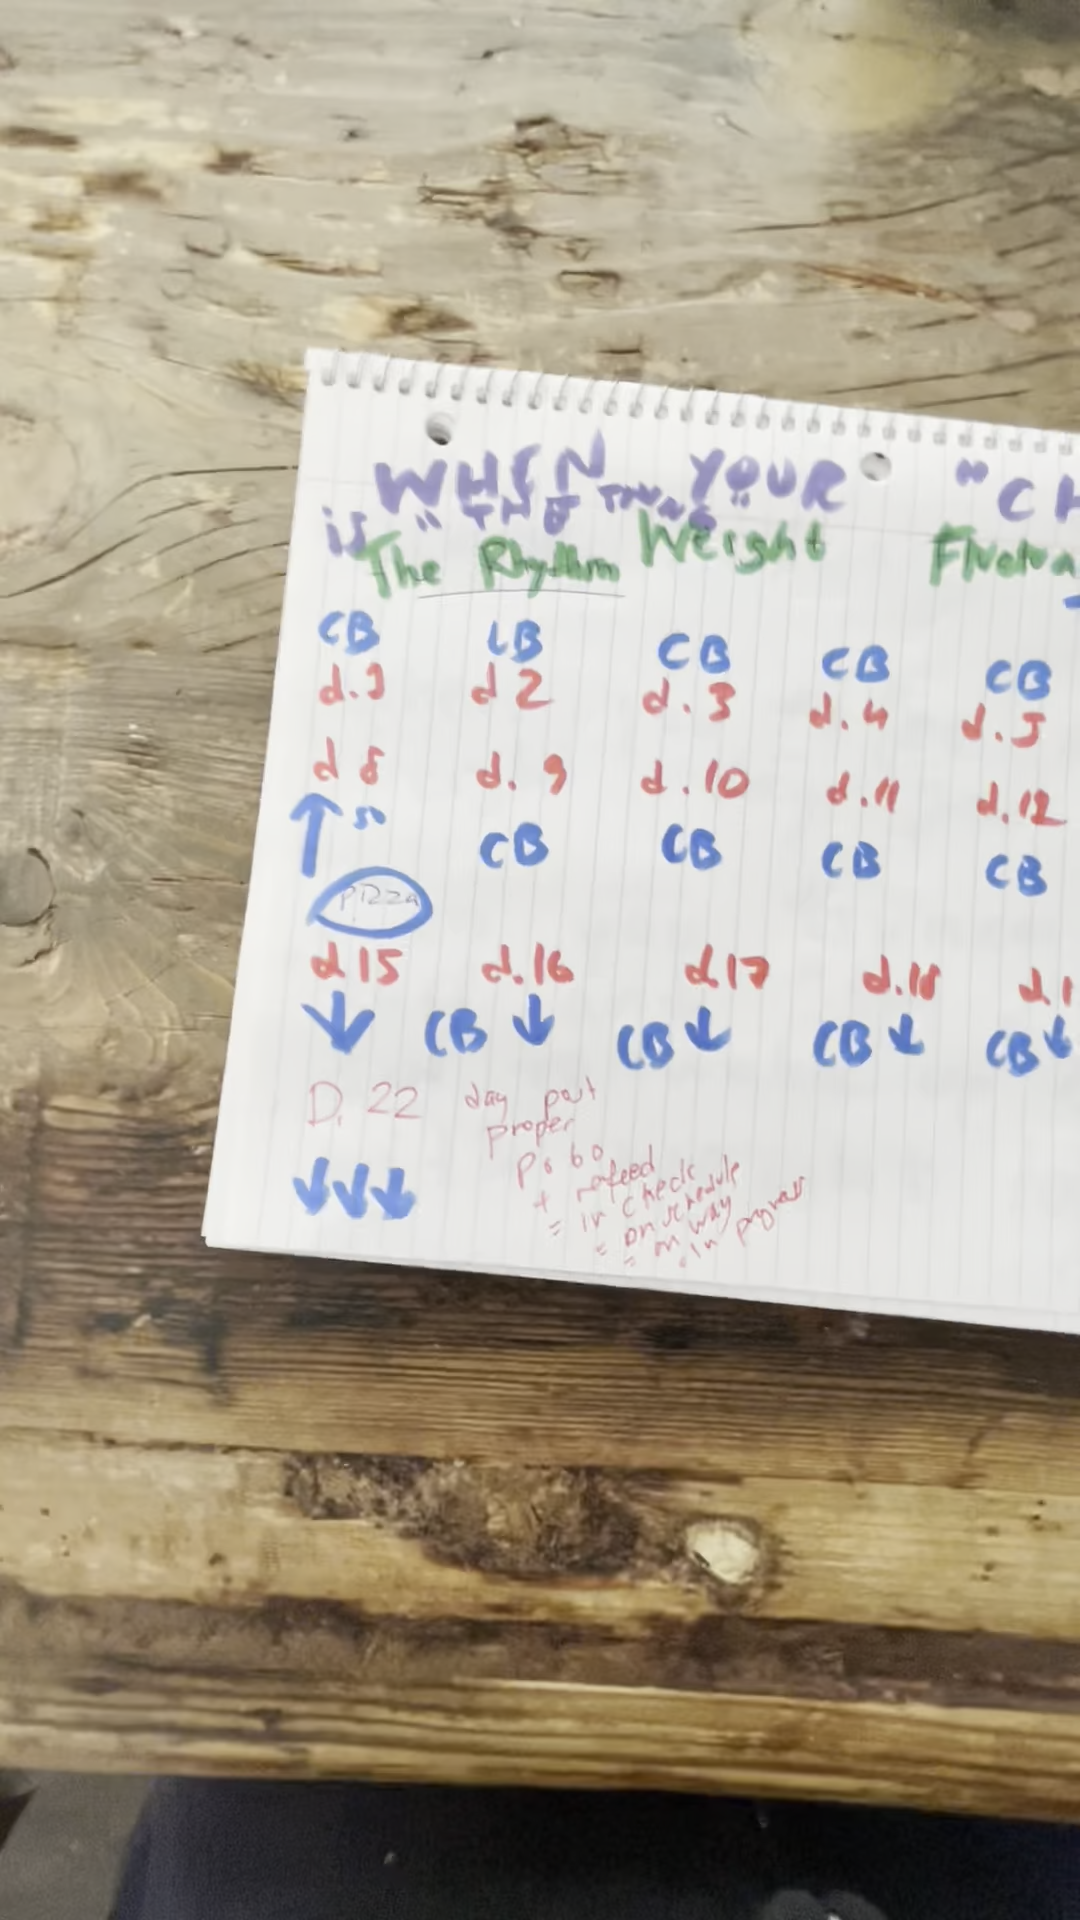 WHEN YOUR "CH
is "THE THING"
The Rhythm Weight
CB CB CB CB CB
d.1 d 2 d.3 d.4 d.5
d 8 d. 9 d.10 d.11 d.12
↑ so CB CB CB CB
pizza
d.15 d.16 d.17 d.18 d.1
↓ CB ↓ CB ↓ CB ↓ CB ↓
D. 22 day post
proper
↓↓↓
+ refeed
= in check
= on schedule
= on way
in progress